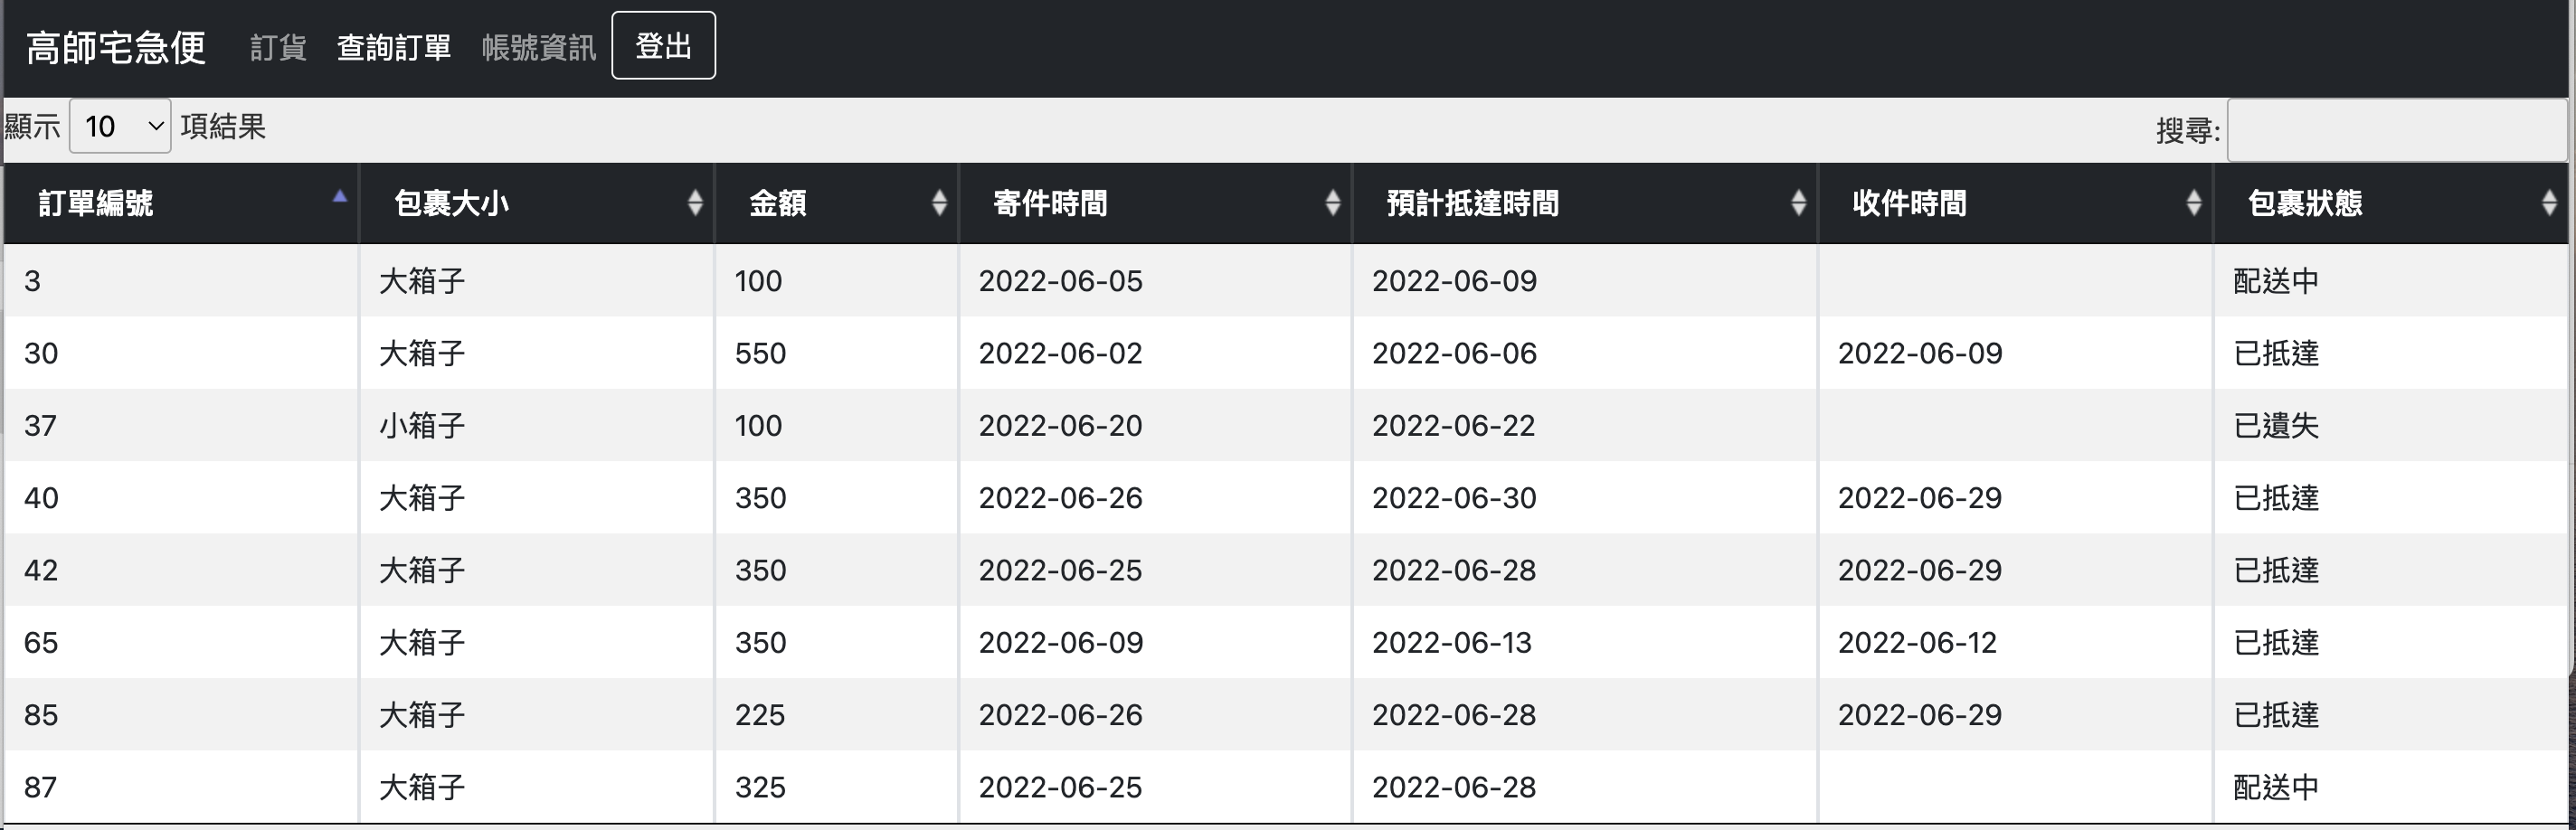 高師宅急便 訂貨 查詢訂單 帳號資訊 登出
顯示 10 項結果 搜尋:
訂單編號 包裹大小 金額 寄件時間 預計抵達時間 收件時間 包裹狀態
3 大箱子 100 2022-06-05 2022-06-09 配送中
30 大箱子 550 2022-06-02 2022-06-06 2022-06-09 已抵達
37 小箱子 100 2022-06-20 2022-06-22 已遺失
40 大箱子 350 2022-06-26 2022-06-30 2022-06-29 已抵達
42 大箱子 350 2022-06-25 2022-06-28 2022-06-29 已抵達
65 大箱子 350 2022-06-09 2022-06-13 2022-06-12 已抵達
85 大箱子 225 2022-06-26 2022-06-28 2022-06-29 已抵達
87 大箱子 325 2022-06-25 2022-06-28 配送中